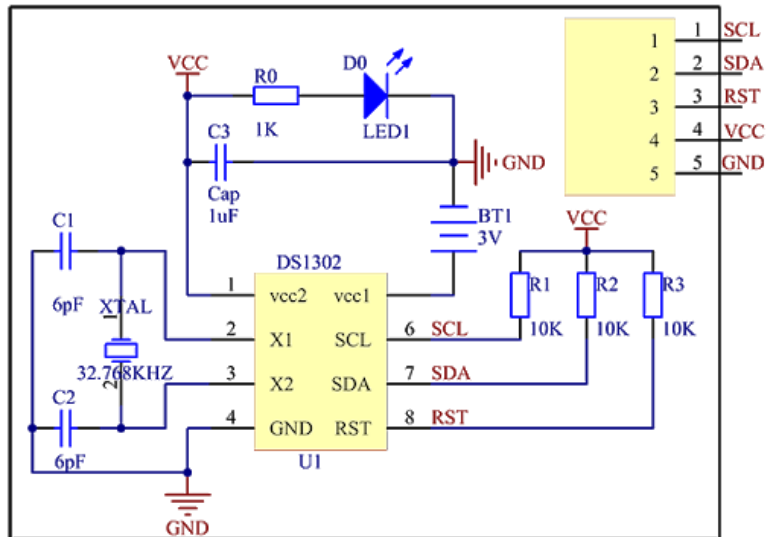 1 1 SCL
2 2 SDA
3 3 RST
4 4 VCC
5 5 GND
VCC
R0
1K
D0
LED1
C3
Cap
1uF
GND
BT1
3V
VCC
R1
10K
R2
10K
R3
10K
C1
6pF
XTAL
1
32.768KHZ
2
C2
6pF
DS1302
1 vcc2 vcc1
2 X1 SCL 6 SCL
3 X2 SDA 7 SDA
4 GND RST 8 RST
U1
GND